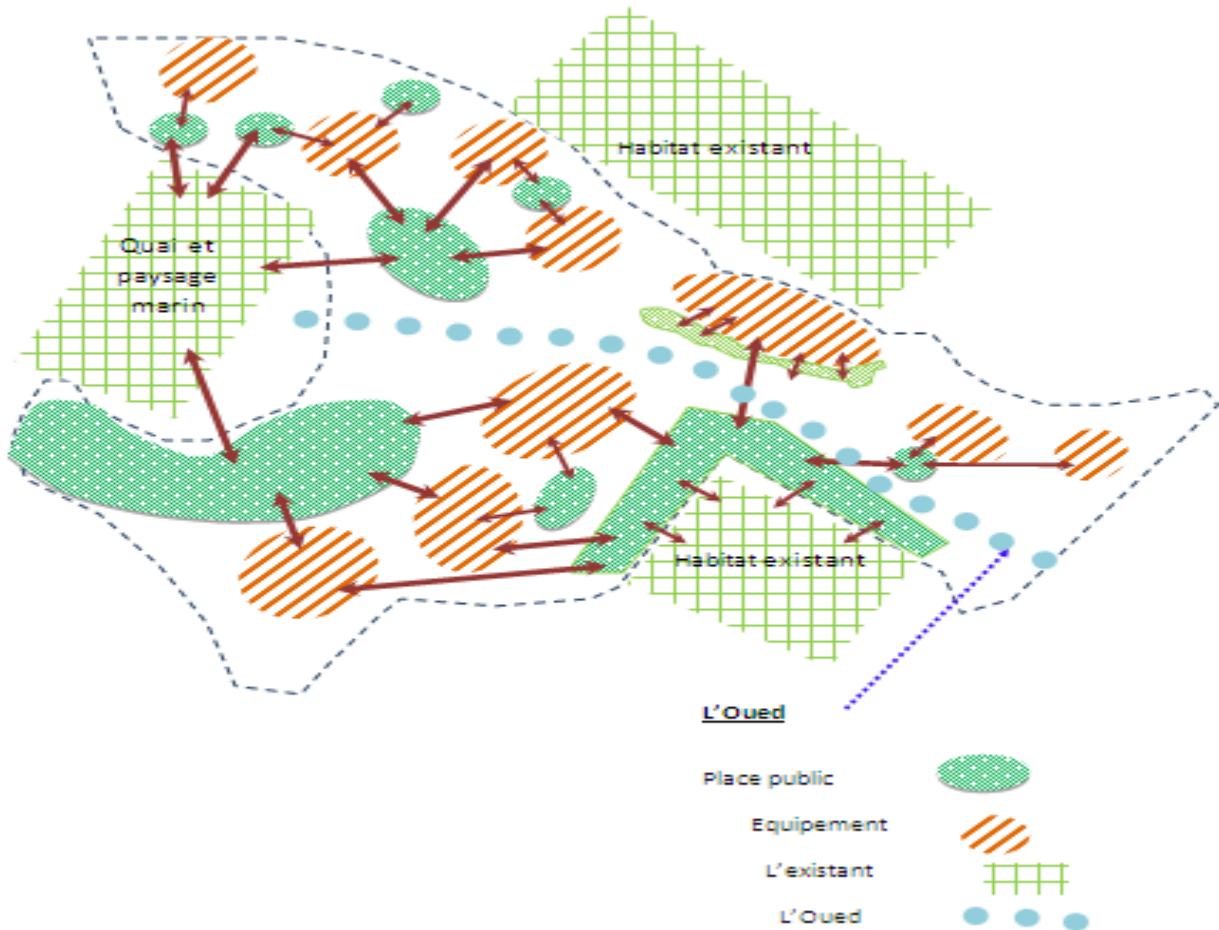 Habitat existant
Quai et
paysage
marin
Habitat existant
L'Oued
Place public
Equipement
L'existant
L'Oued